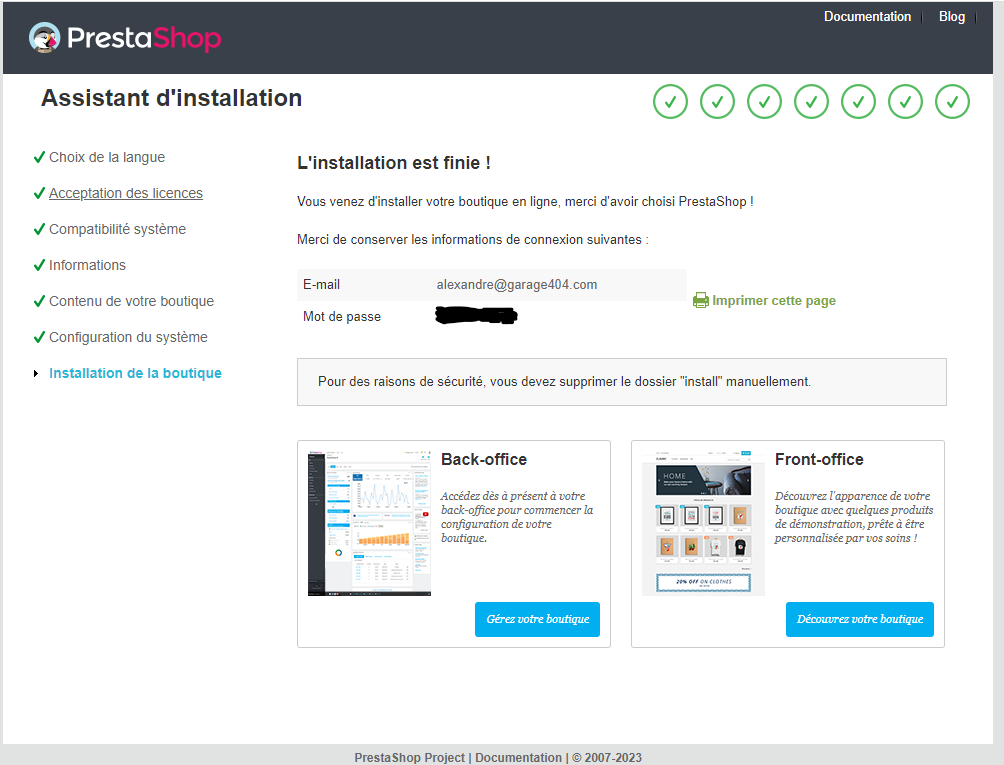 Documentation
Blog
PrestaShop
Assistant d'installation
Choix de la langue
Acceptation des licences
Compatibilité système
Informations
Contenu de votre boutique
Configuration du système
Installation de la boutique
L'installation est finie !
Vous venez d'installer votre boutique en ligne, merci d'avoir choisi PrestaShop !
Merci de conserver les informations de connexion suivantes :
E-mail alexandre@garage404.com
Mot de passe
Imprimer cette page
Pour des raisons de sécurité, vous devez supprimer le dossier "install" manuellement.
Back-office
Accédez dès à présent à votre
back-office pour commencer la
configuration de votre
boutique.
Gérez votre boutique
HOME
20% OFF ON CLOTHES
Front-office
Découvrez l'apparence de votre
boutique avec quelques produits
de démonstration, prête à être
personnalisée par vos soins !
Découvrez votre boutique
PrestaShop Project | Documentation | © 2007-2023